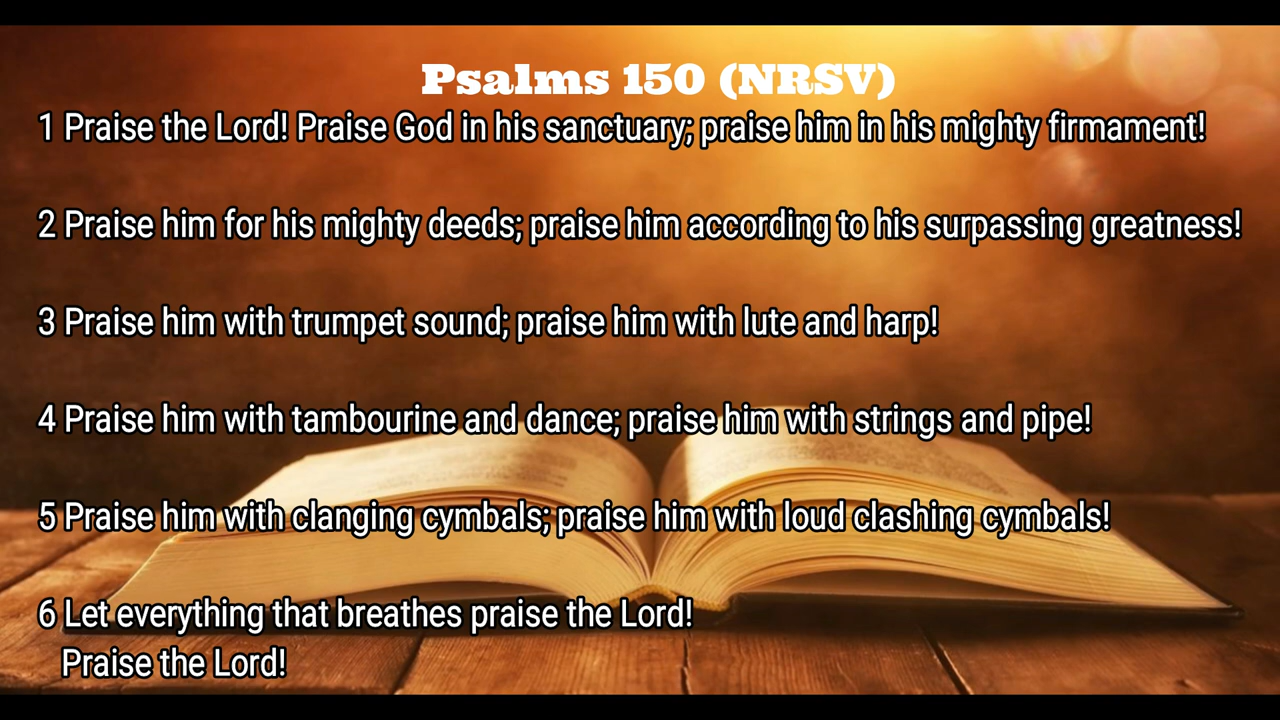 Psalms 150 (NRSV)
1 Praise the Lord! Praise God in his sanctuary; praise him in his mighty firmament!
2 Praise him for his mighty deeds; praise him according to his surpassing greatness!
3 Praise him with trumpet sound; praise him with lute and harp!
4 Praise him with tambourine and dance; praise him with strings and pipe!
5 Praise him with clanging cymbals; praise him with loud clashing cymbals!
6 Let everything that breathes praise the Lord!
Praise the Lord!